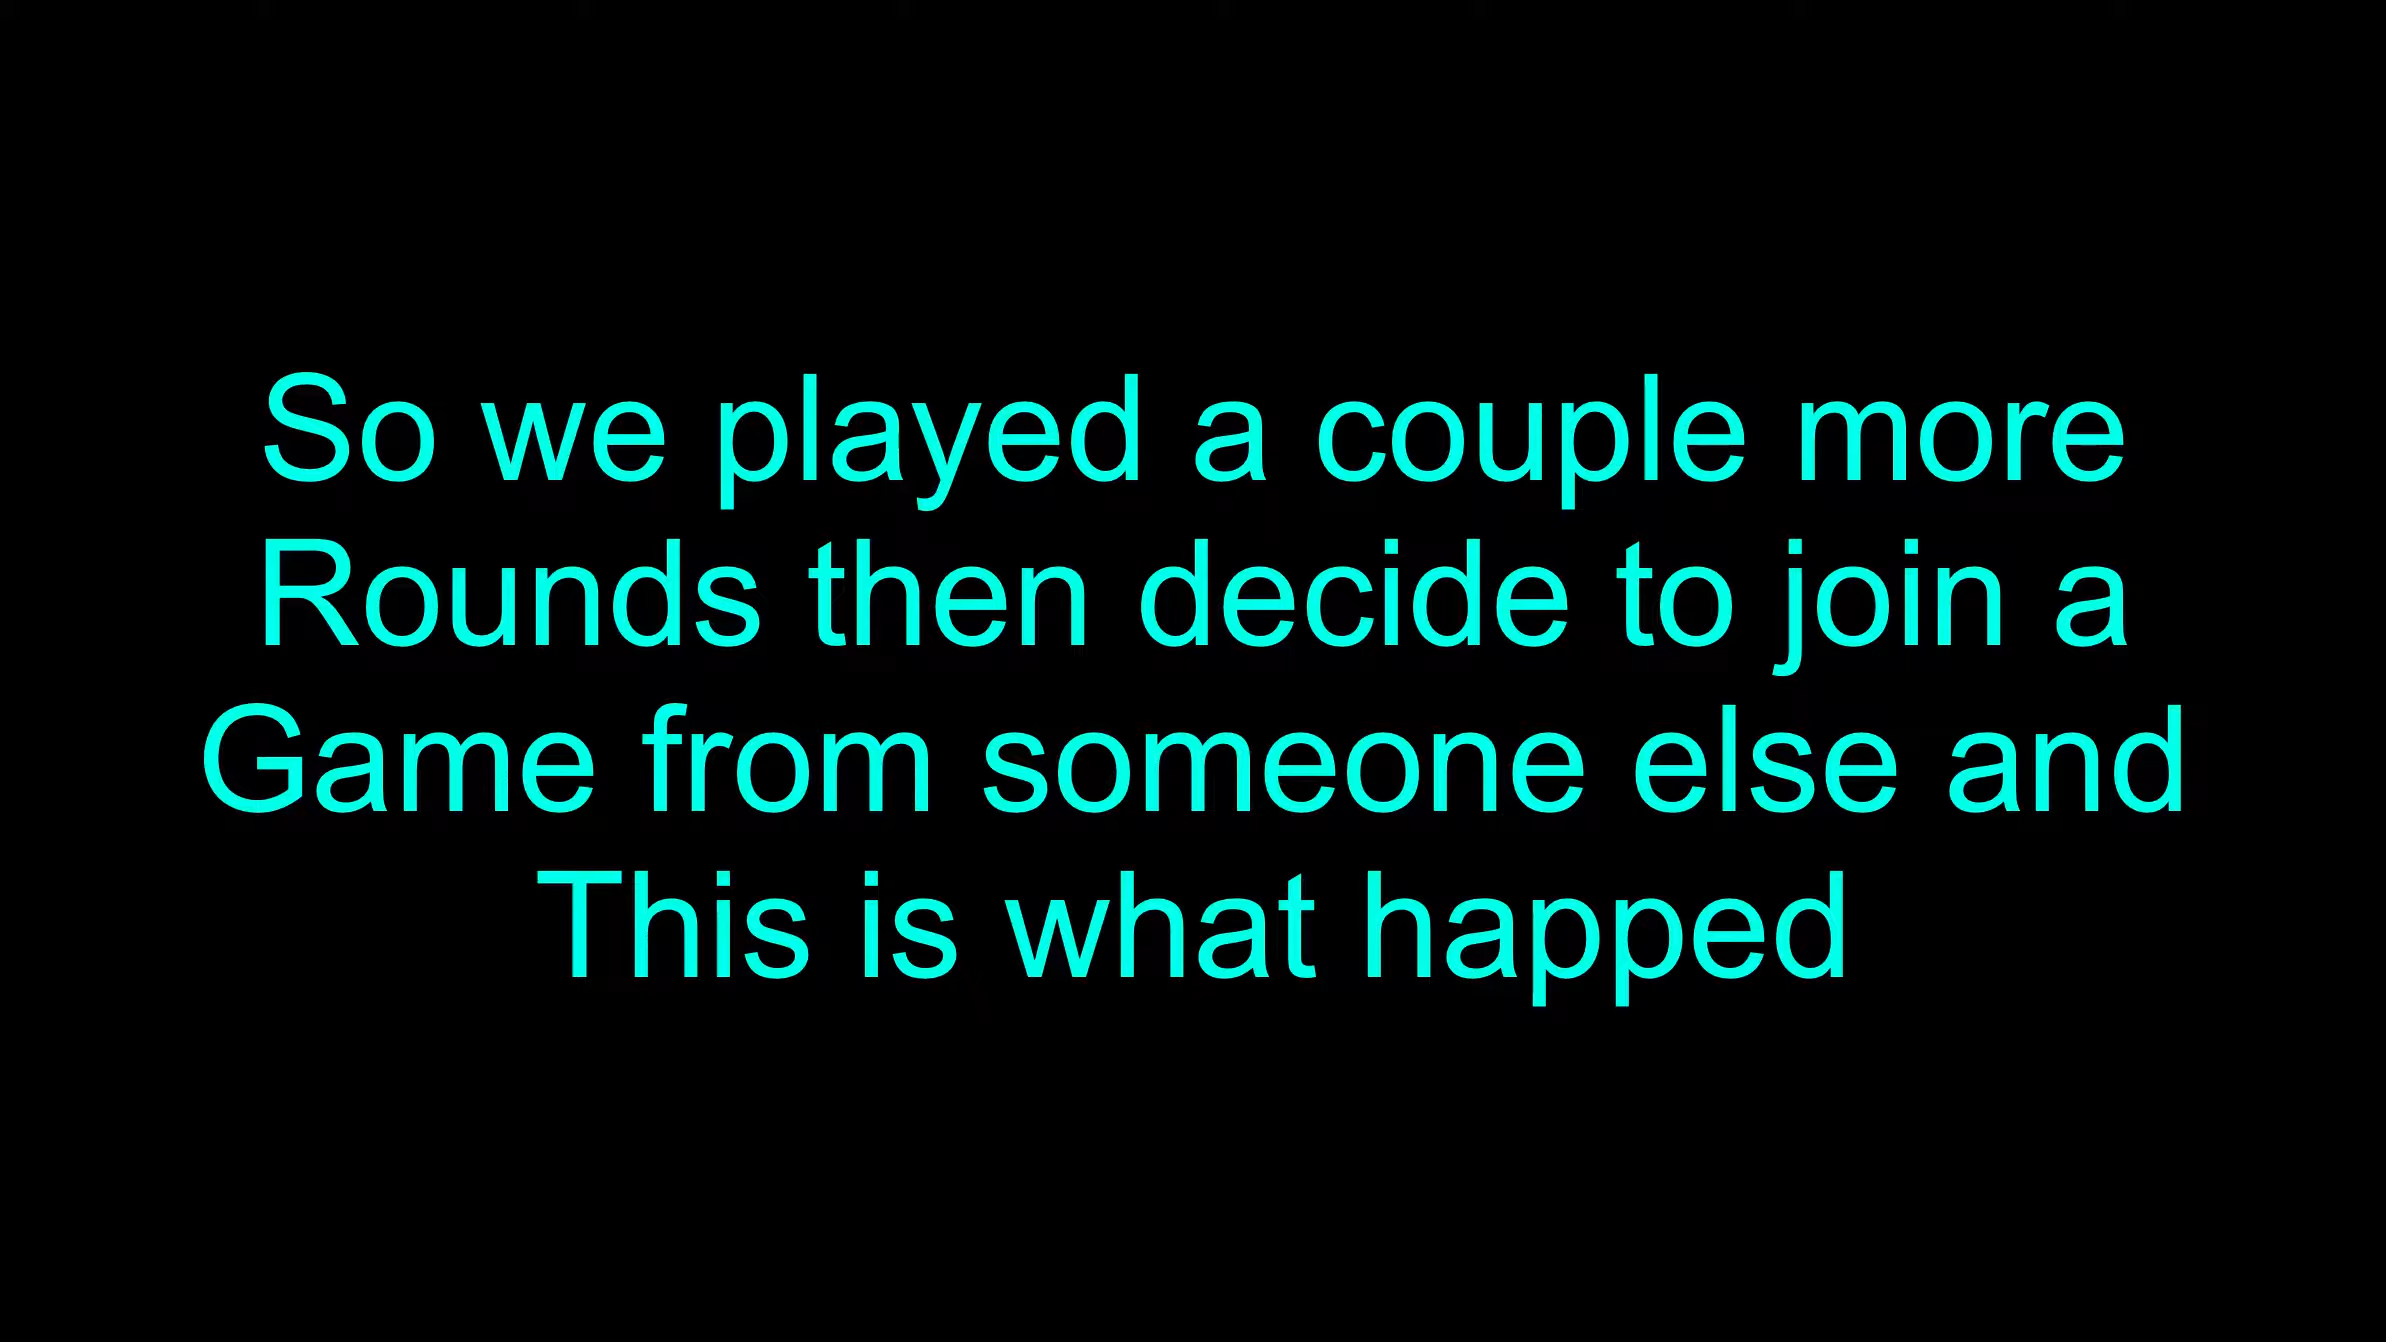 So we played a couple more
Rounds then decide to join a
Game from someone else and
This is what happed